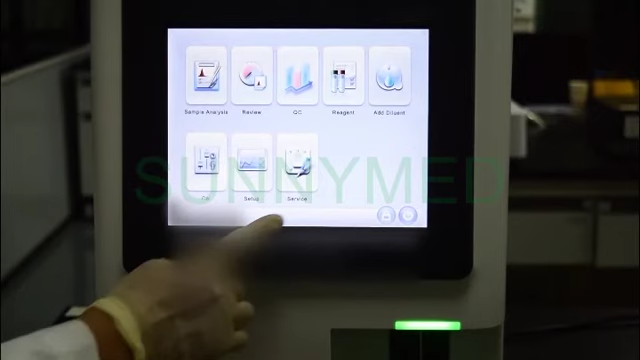 Sample Analysis Review QC Reagent Add Diluent
Setup Service
SUNNYMED